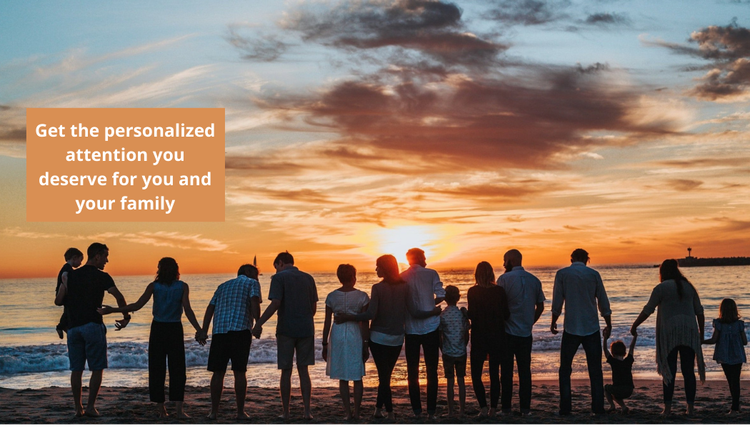 Get the personalized
attention you
deserve for you and
your family